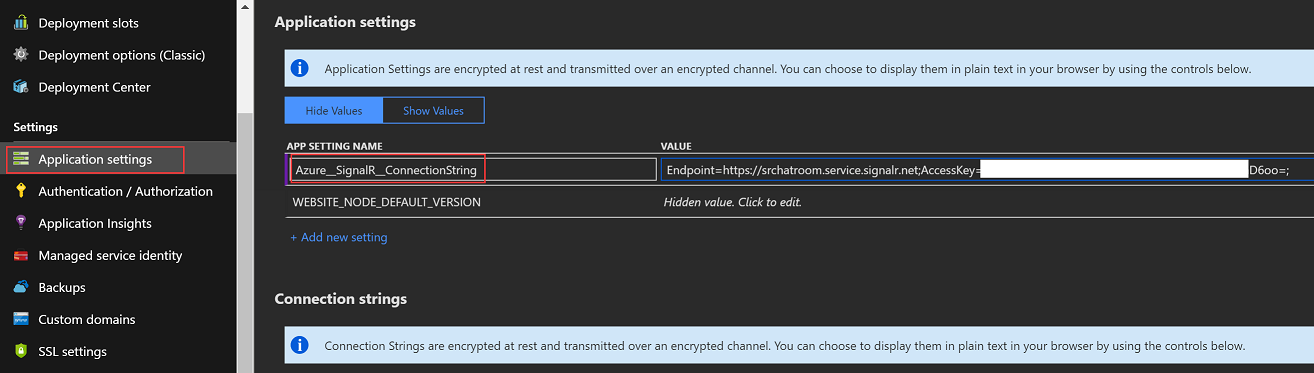 Deployment slots
Deployment options (Classic)
Deployment Center
Settings
Application settings
Authentication / Authorization
Application Insights
Managed service identity
Backups
Custom domains
SSL settings
Application settings
Application Settings are encrypted at rest and transmitted over an encrypted channel. You can choose to display them in plain text in your browser by using the controls below.
Hide Values Show Values
APP SETTING NAME VALUE
Azure__SignalR__ConnectionString Endpoint=https://srchatroom.service.signalr.net;AccessKey= D6oo=;
WEBSITE_NODE_DEFAULT_VERSION Hidden value. Click to edit.
+ Add new setting
Connection strings
Connection Strings are encrypted at rest and transmitted over an encrypted channel. You can choose to display them in plain text in your browser by using the controls below.